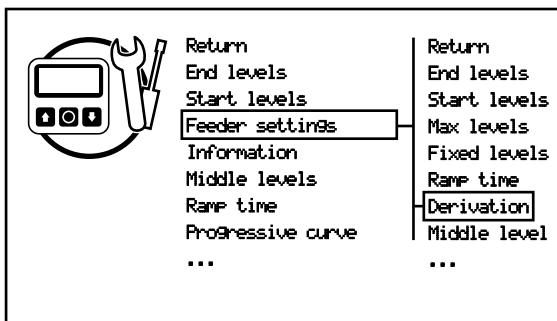 Return
End levels
Start levels
Feeder settings
Information
Middle levels
Ramp time
Progressive curve
...
Return
End levels
Start levels
Max levels
Fixed levels
Ramp time
Derivation
Middle level
...